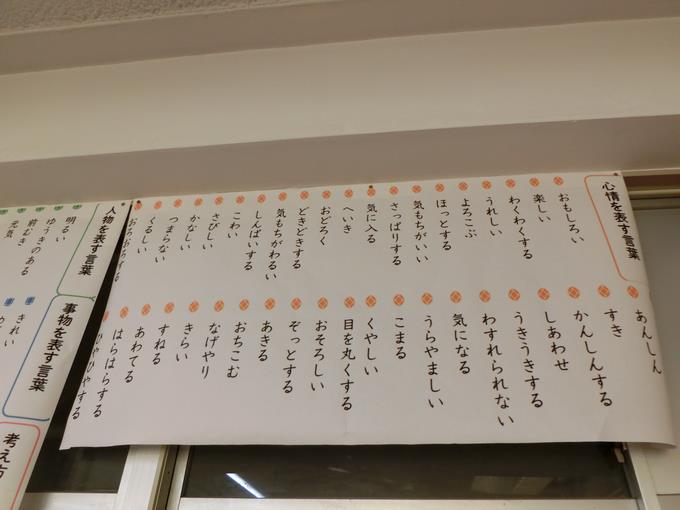 心情を表す言葉
おもしろい
楽しい
わくわくする
うれしい
よろこぶ
ほっとする
気もちがいい
さっぱりする
気に入る
へいき
おどろく
どきどきする
気もちがわるい
しんぱいする
こわい
さびしい
かなしい
つまらない
くるしい
あんしん
すき
かんしんする
しあわせ
うきうきする
わすれられない
気になる
うらやましい
こまる
くやしい
目を丸くする
おそろしい
ぞっとする
あきる
おちこむ
なげやり
きらい
すねる
あわてる
はらはらする
ひやひやする
人物を表す言葉
明るい
ゆうきのある
前向き
元気
事物を表す言葉
きれい
考え方